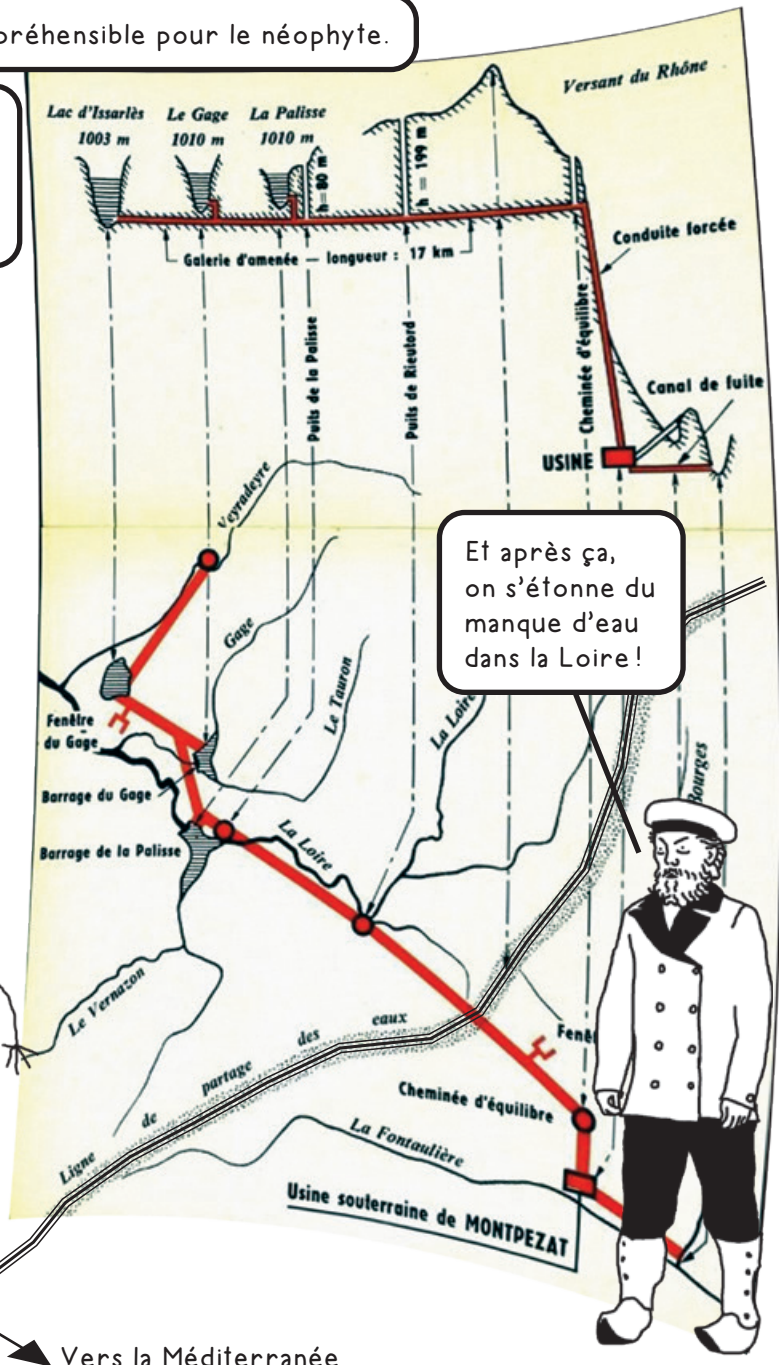 préhensible pour le néophyte.
Versant du Rhône
Lac d'Issarlès
1003 m
Le Gage
1010 m
La Palisse
1010 m
h = 80 m
h = 199 m
Galerie d'amenée — longueur : 17 km
Conduite forcée
Puits de la Palisse
Puits de Rieutord
Cheminée d'équilibre
Canal de fuite
USINE
Veyradeyre
Et après ça,
on s'étonne du
manque d'eau
dans la Loire !
Gage
Le Tauron
La Loire
Fenêtre
du Gage
Bourges
Barrage du Gage
La Loire
Barrage de la Palisse
Le Vernazon
Ligne de partage des eaux
Fenêt
Cheminée d'équilibre
La Fontaulière
Usine souterraine de MONTPEZAT
Vers la Méditerranée